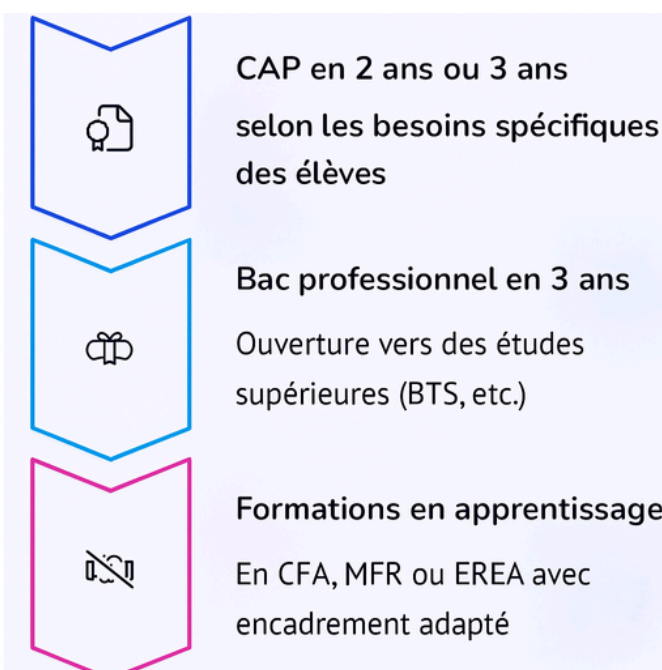 CAP en 2 ans ou 3 ans
selon les besoins spécifiques
des élèves
Bac professionnel en 3 ans
Ouverture vers des études
supérieures (BTS, etc.)
Formations en apprentissage
En CFA, MFR ou EREA avec
encadrement adapté